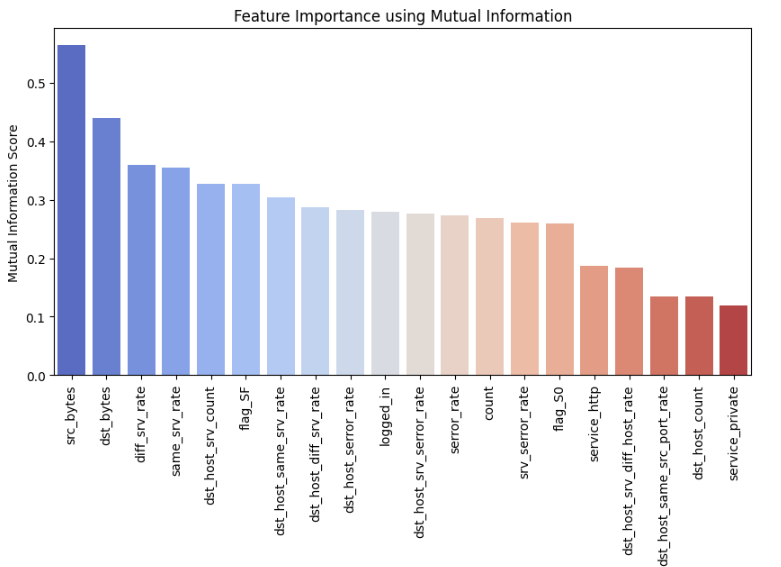 Feature Importance using Mutual Information
Mutual Information Score
0.5
0.4
0.3
0.2
0.1
0.0
src_bytes
dst_bytes
diff_srv_rate
same_srv_rate
dst_host_srv_count
flag_SF
dst_host_same_srv_rate
dst_host_diff_srv_rate
dst_host_serror_rate
logged_in
dst_host_srv_serror_rate
serror_rate
count
srv_serror_rate
flag_S0
service_http
dst_host_srv_diff_host_rate
dst_host_same_src_port_rate
dst_host_count
service_private